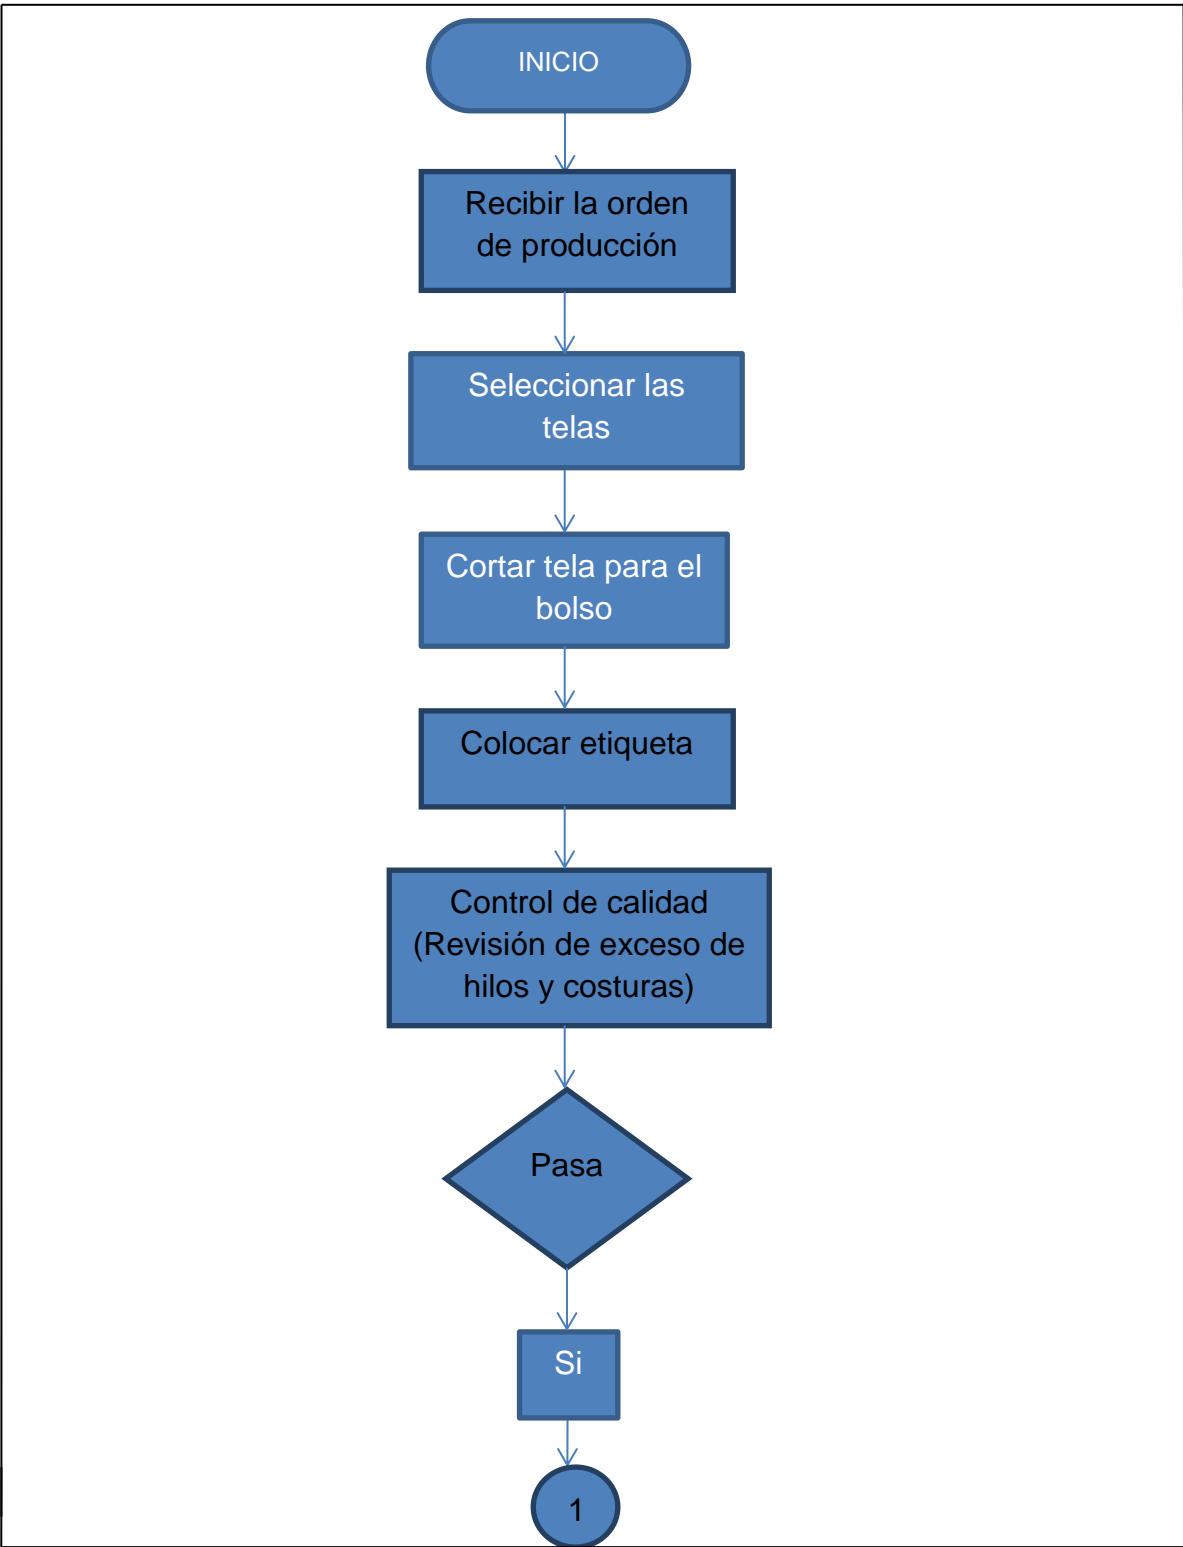 INICIO
Recibir la orden
de producción
Seleccionar las
telas
Cortar tela para el
bolso
Colocar etiqueta
Control de calidad
(Revisión de exceso de
hilos y costuras)
Pasa
Si
1